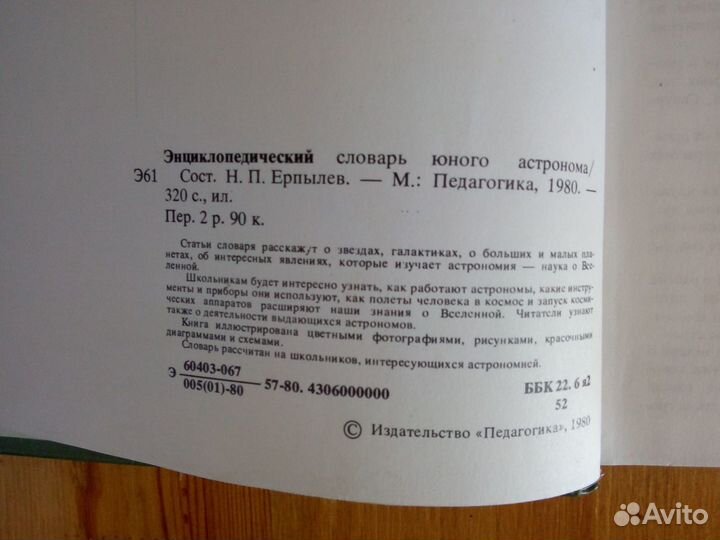 Энциклопедический словарь юного астронома/
Э61 Сост. Н. П. Ерпылев. — М.: Педагогика, 1980. —
320 с., ил.
Пер. 2 р. 90 к.
Статьи словаря расскажут о звездах, галактиках, о больших и малых пла-
нетах, об интересных явлениях, которые изучает астрономия — наука о Все-
ленной.
Школьникам будет интересно узнать, как работают астрономы, какие инстру-
менты и приборы они используют, как полеты человека в космос и запуск косми-
ческих аппаратов расширяют наши знания о Вселенной. Читатели узнают
также о деятельности выдающихся астрономов.
Книга иллюстрирована цветными фотографиями, рисунками, красочными
диаграммами и схемами.
Словарь рассчитан на школьников, интересующихся астрономией.
Э 60403-067
005(01)-80 57-80. 4306000000
ББК 22. 6 я2
52
© Издательство «Педагогика», 1980
Avito